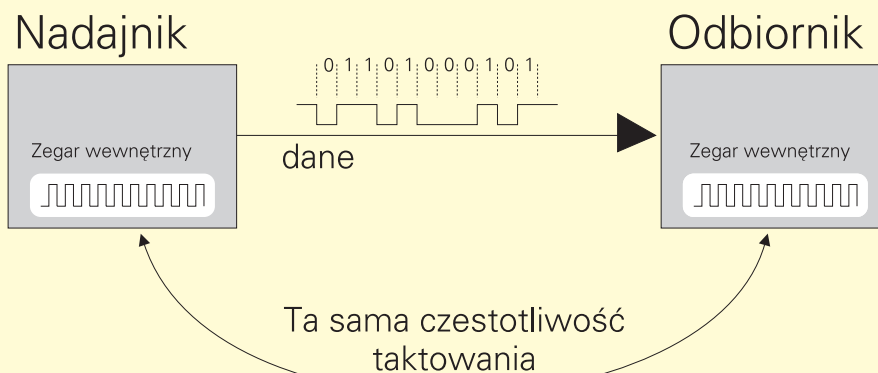 Nadajnik
Odbiornik
0 1 1 0 1 0 0 0 1 0 1
Zegar wewnętrzny
dane
Zegar wewnętrzny
Ta sama czestotliwość
taktowania